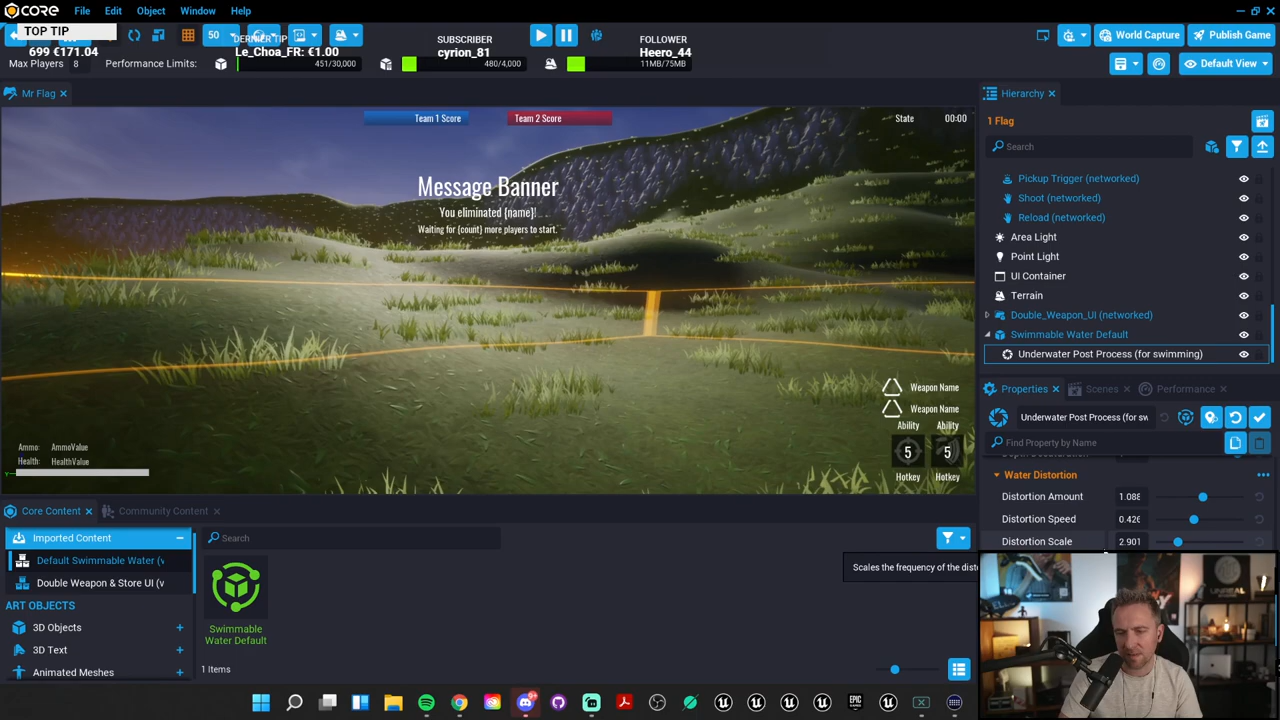 CORE File Edit Object Window Help
TOP TIP
50
DERNIER TIP
SUBSCRIBER
FOLLOWER
World Capture
Publish Game
699 €171.04
Le_Choa_FR: €1.00
cyrion_81
Heero_44
Max Players 8
Performance Limits:
451/30,000
480/4,000
11MB/75MB
Default View
Mr Flag
Hierarchy
Team 1 Score
Team 2 Score
State
00:00
1 Flag
Search
Message Banner
You eliminated {name}!
Waiting for {count} more players to start.
Pickup Trigger (networked)
Shoot (networked)
Reload (networked)
Area Light
Point Light
UI Container
Terrain
Double_Weapon_UI (networked)
Swimmable Water Default
Underwater Post Process (for swimming)
Weapon Name
Weapon Name
Ability
Ability
5
5
Hotkey
Hotkey
Ammo: AmmoValue
Health: HealthValue
Y
Properties
Scenes
Performance
Underwater Post Process (for sw
Find Property by Name
Water Distortion
Distortion Amount 1.088
Distortion Speed 0.426
Distortion Scale 2.901
Scales the frequency of the disto
Core Content
Community Content
Imported Content
Search
Default Swimmable Water (v
Double Weapon & Store UI (v
ART OBJECTS
3D Objects
3D Text
Animated Meshes
Swimmable
Water Default
1 Items